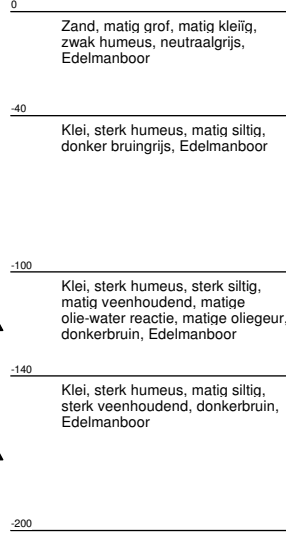 0
Zand, matig grof, matig kleiïg,
zwak humeus, neutraalgrijs,
Edelmanboor
-40
Klei, sterk humeus, matig siltig,
donker bruingrijs, Edelmanboor
-100
Klei, sterk humeus, sterk siltig,
matig veenhoudend, matige
olie-water reactie, matige oliegeur,
donkerbruin, Edelmanboor
-140
Klei, sterk humeus, matig siltig,
sterk veenhoudend, donkerbruin,
Edelmanboor
-200